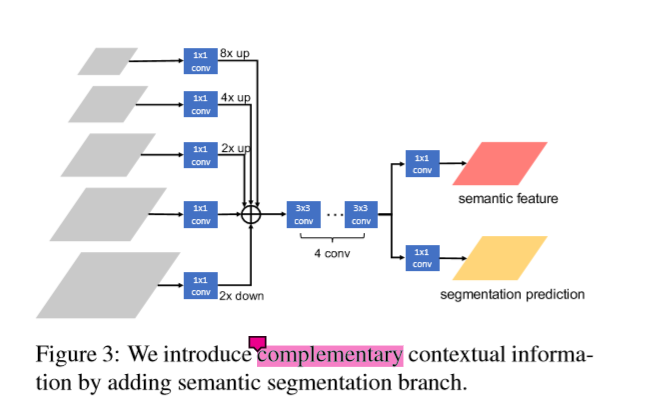 1x1
conv
8x up
1x1
conv
4x up
1x1
conv
2x up
1x1
conv
1x1
conv
2x down
3x3
conv
...
3x3
conv
4 conv
1x1
conv
semantic feature
1x1
conv
segmentation prediction
Figure 3: We introduce complementary contextual informa-
tion by adding semantic segmentation branch.